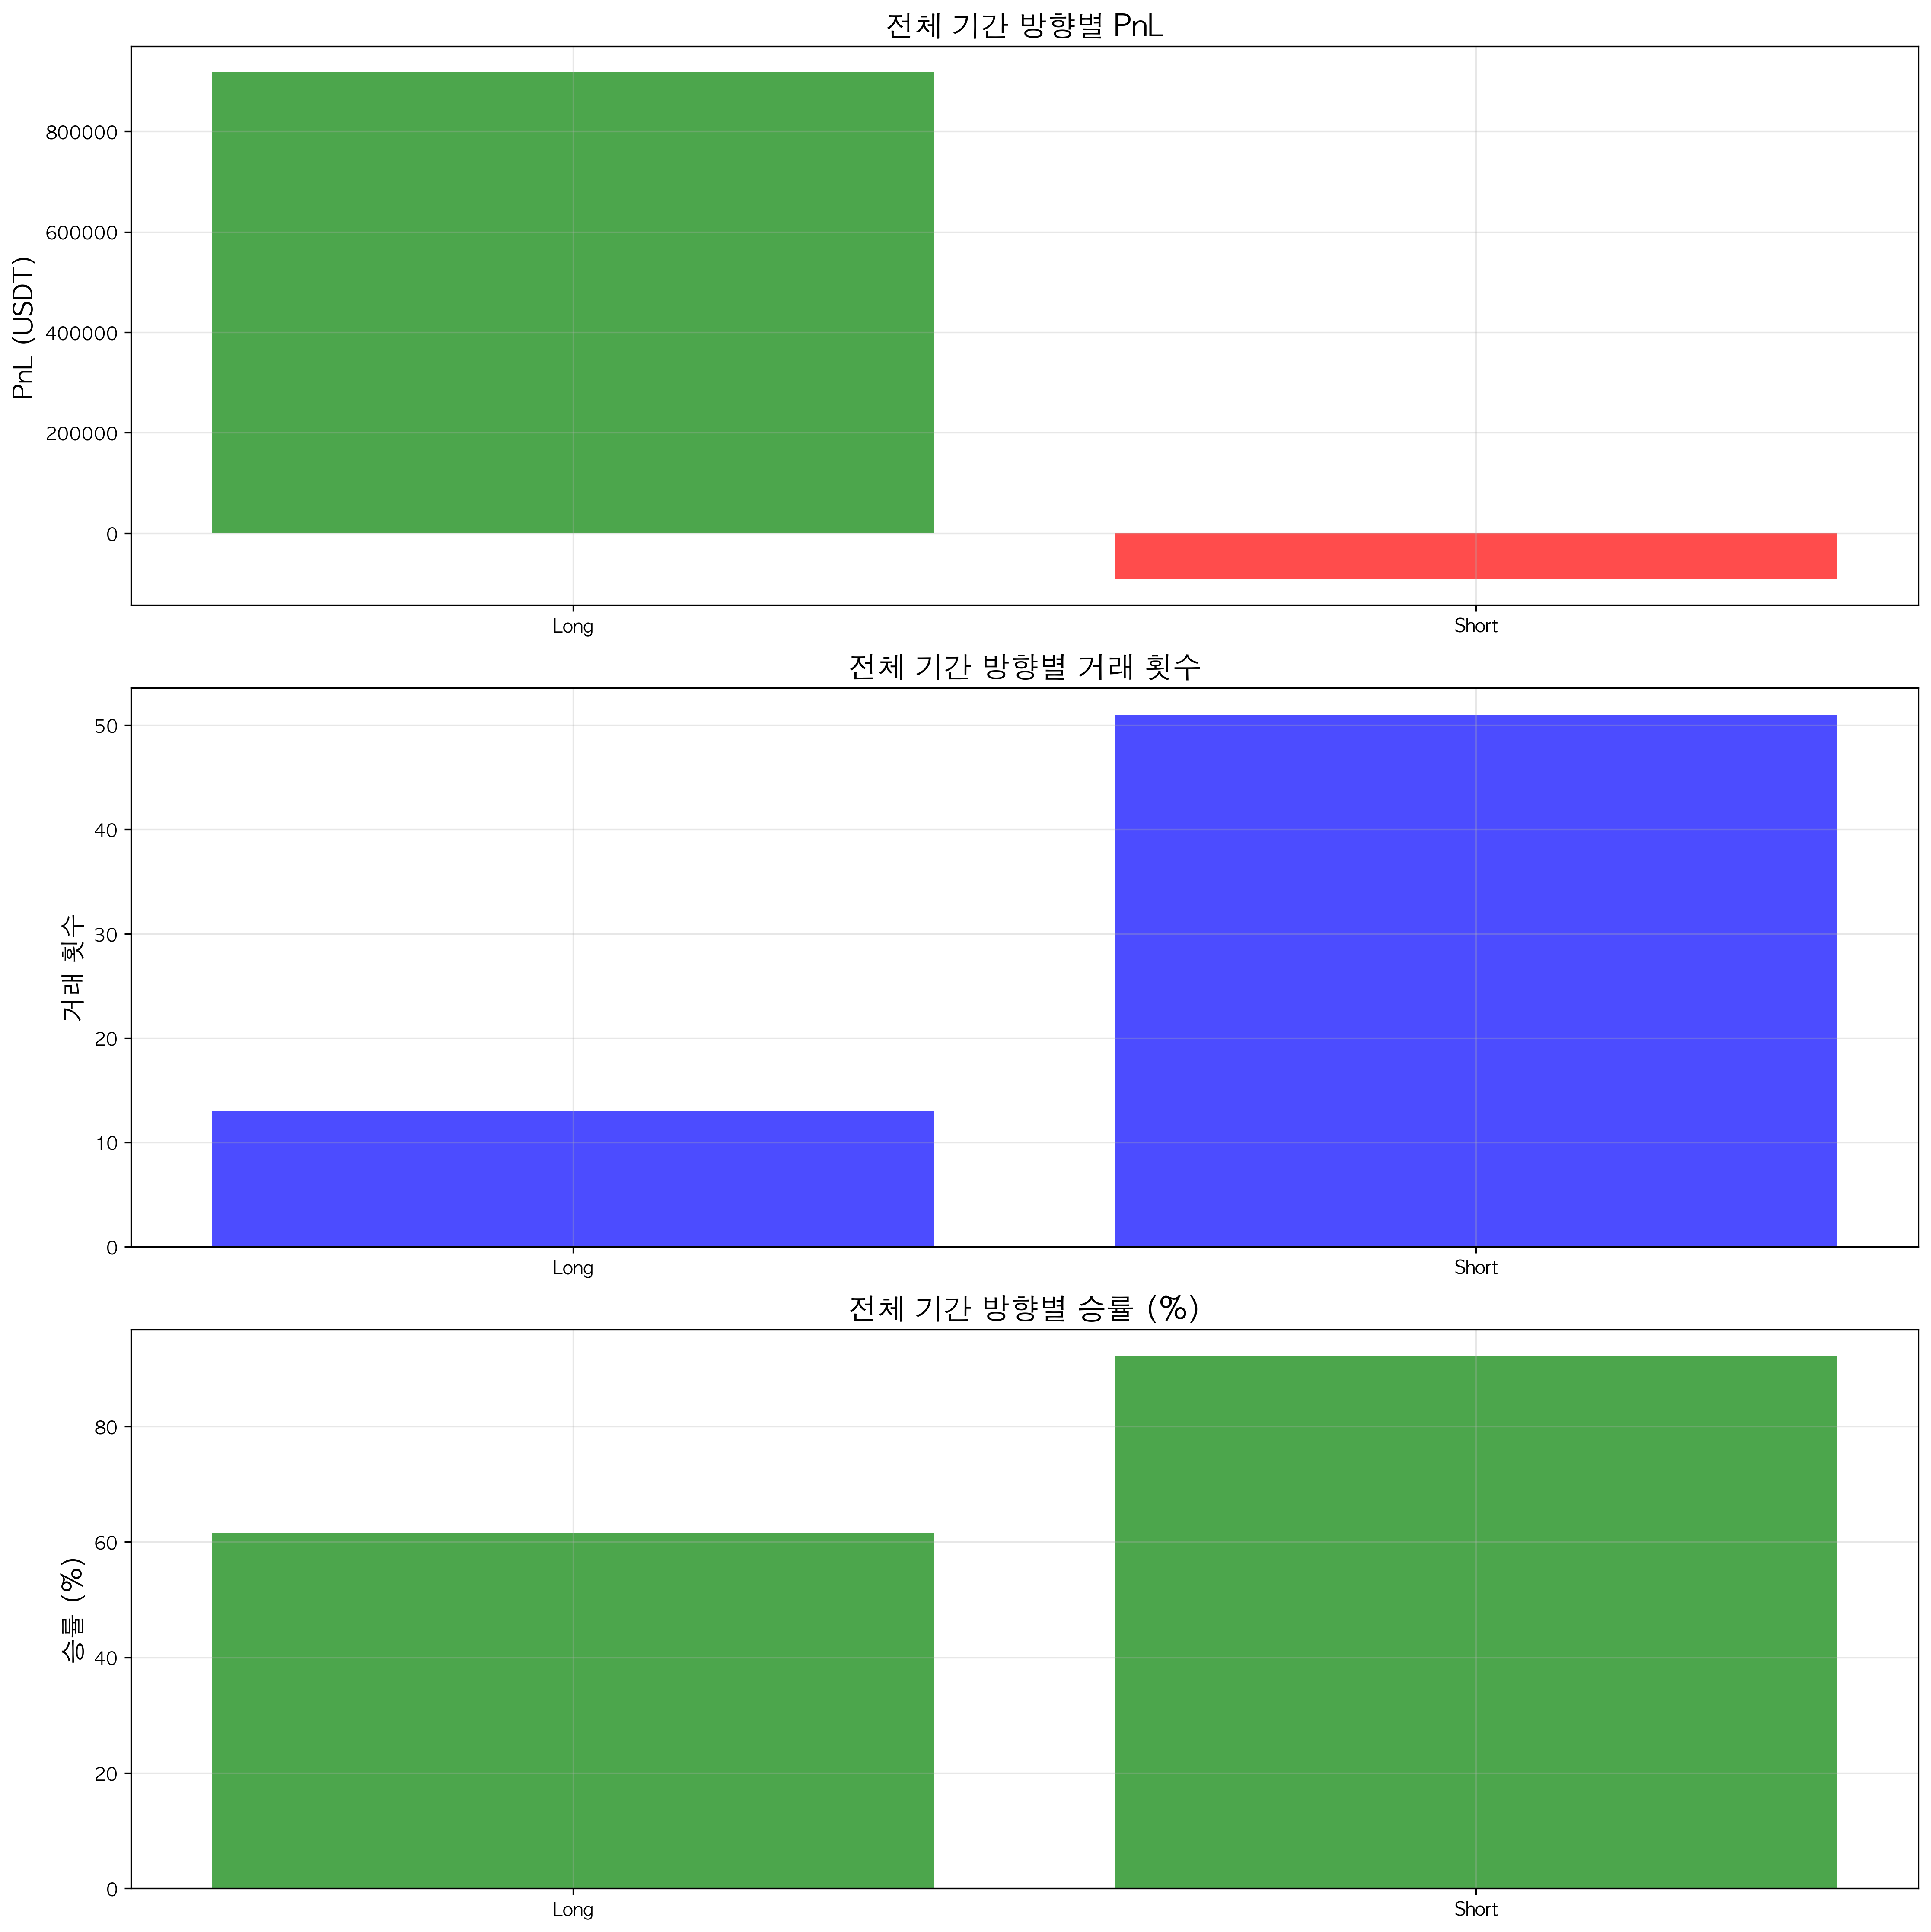 전체 기간 방향별 PnL
PnL (USDT)
800000
600000
400000
200000
0
Long
Short
전체 기간 방향별 거래 횟수
거래 횟수
50
40
30
20
10
0
Long
Short
전체 기간 방향별 승률 (%)
승률 (%)
80
60
40
20
0
Long
Short